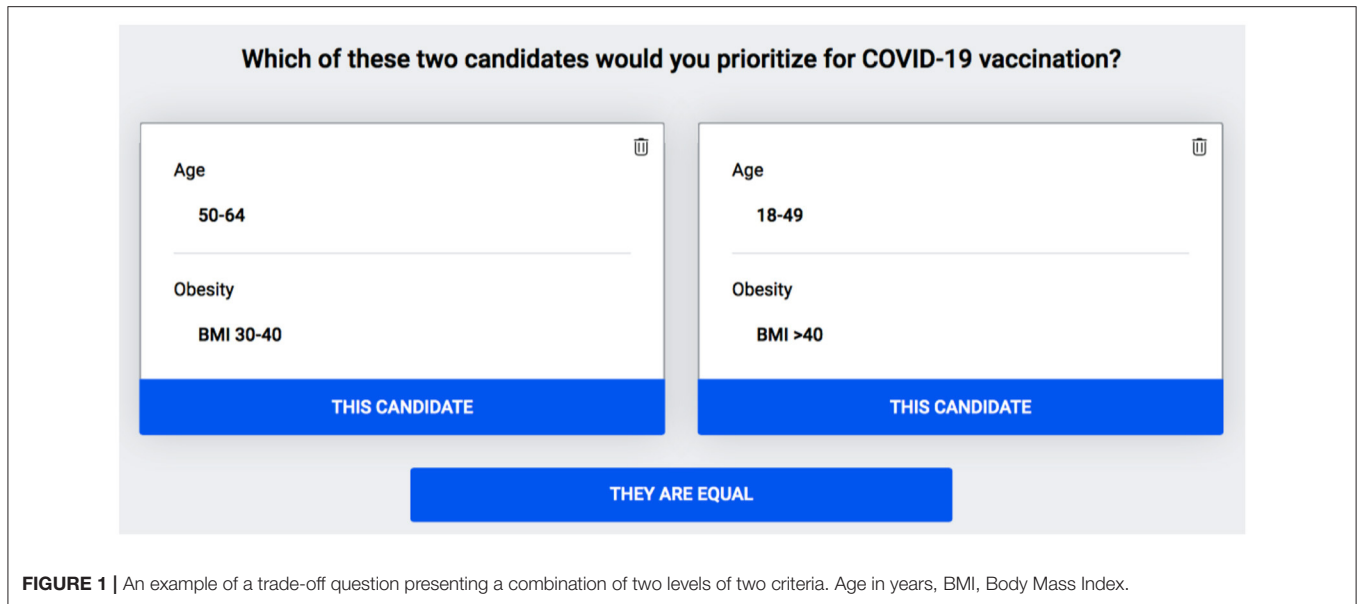 Which of these two candidates would you prioritize for COVID-19 vaccination?
Age
50-64
Obesity
BMI 30-40
THIS CANDIDATE
Age
18-49
Obesity
BMI >40
THIS CANDIDATE
THEY ARE EQUAL
FIGURE 1 | An example of a trade-off question presenting a combination of two levels of two criteria. Age in years, BMI, Body Mass Index.